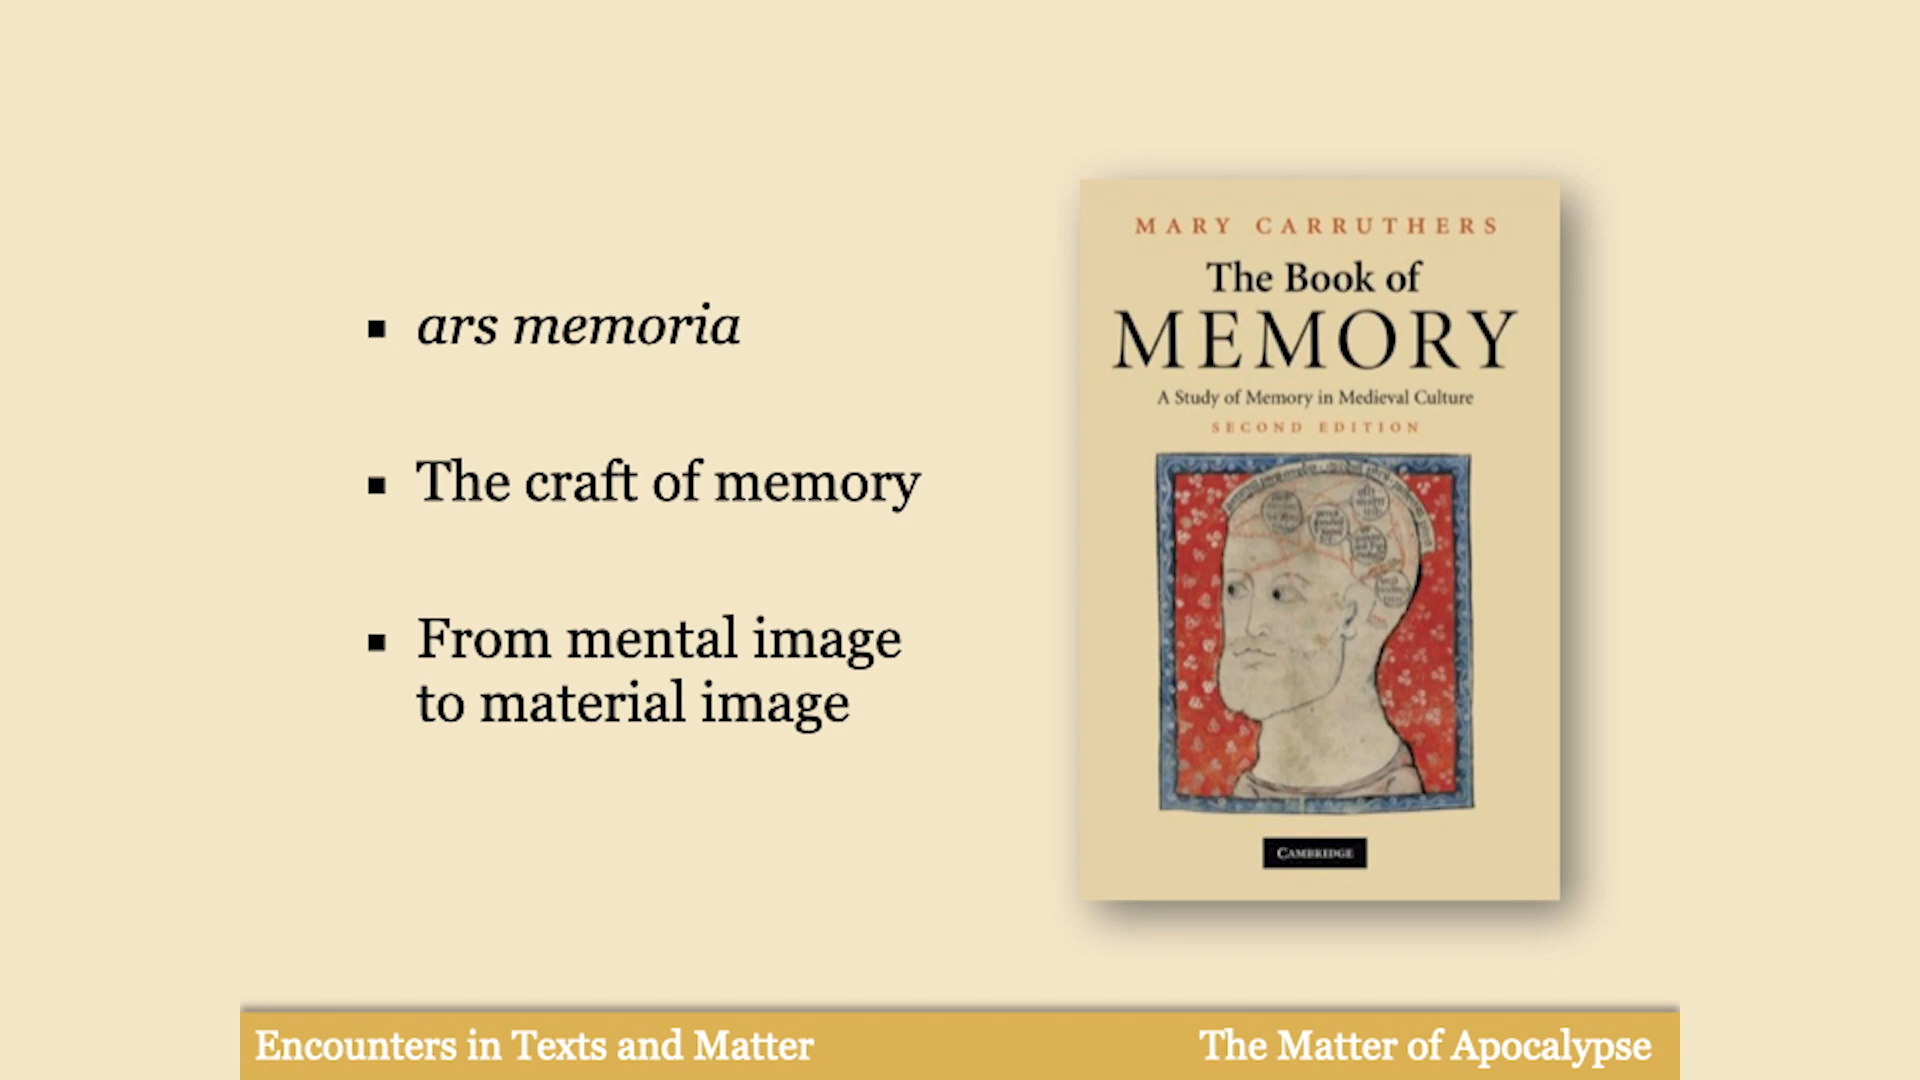 ars memoria
The craft of memory
From mental image
to material image
MARY CARRUTHERS
The Book of
MEMORY
A Study of Memory in Medieval Culture
SECOND EDITION
CAMBRIDGE
Encounters in Texts and Matter
The Matter of Apocalypse